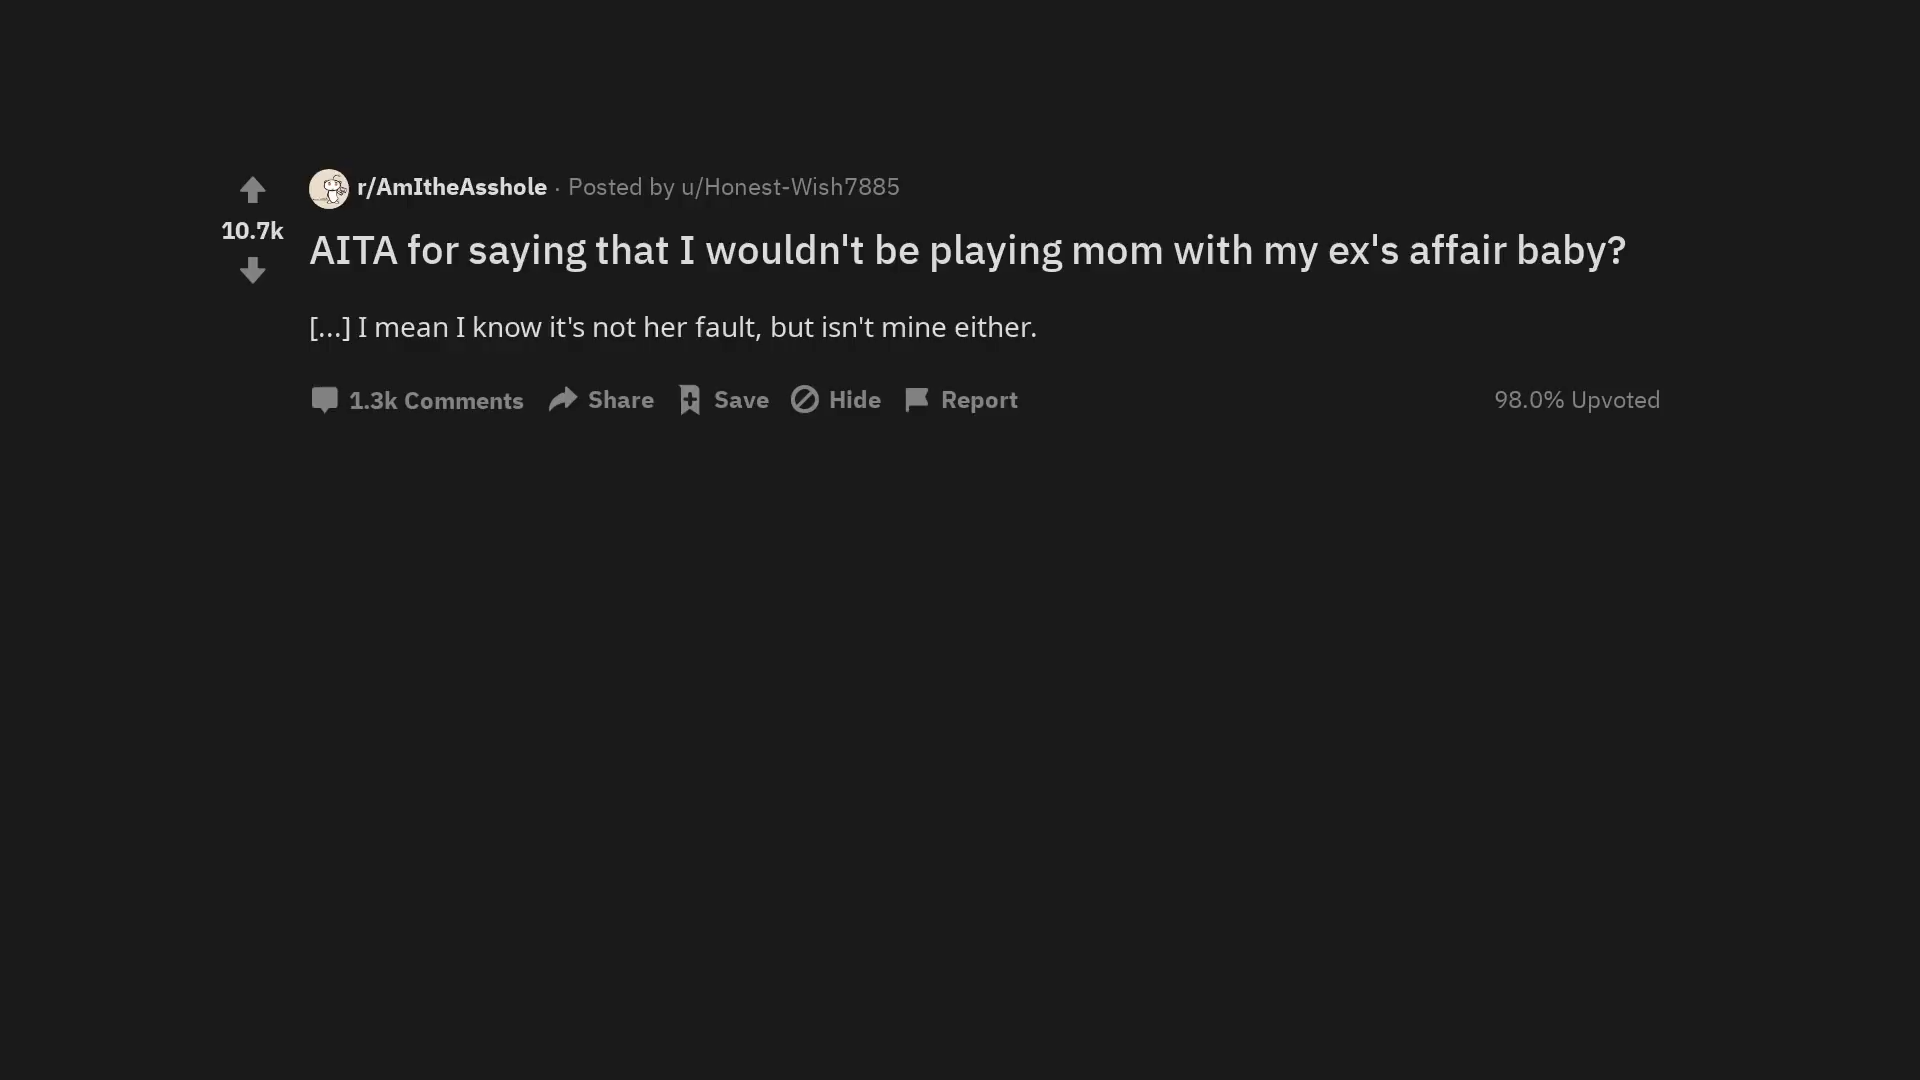 r/AmItheAsshole · Posted by u/Honest-Wish7885
10.7k
AITA for saying that I wouldn't be playing mom with my ex's affair baby?
[...] I mean I know it's not her fault, but isn't mine either.
1.3k Comments Share Save Hide Report 98.0% Upvoted